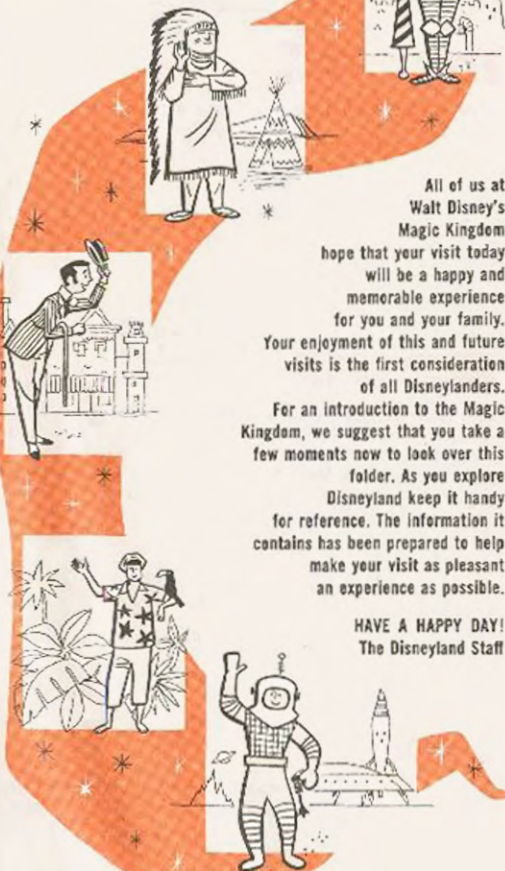 All of us at
Walt Disney's
Magic Kingdom
hope that your visit today
will be a happy and
memorable experience
for you and your family.
Your enjoyment of this and future
visits is the first consideration
of all Disneylanders.
For an introduction to the Magic
Kingdom, we suggest that you take a
few moments now to look over this
folder. As you explore
Disneyland keep it handy
for reference. The information it
contains has been prepared to help
make your visit as pleasant
an experience as possible.
HAVE A HAPPY DAY!
The Disneyland Staff